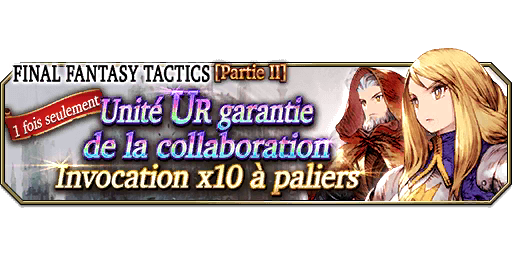 FINAL FANTASY TACTICS [Partie II]
1 fois seulement
Unité UR garantie
de la collaboration
Invocation x10 à paliers